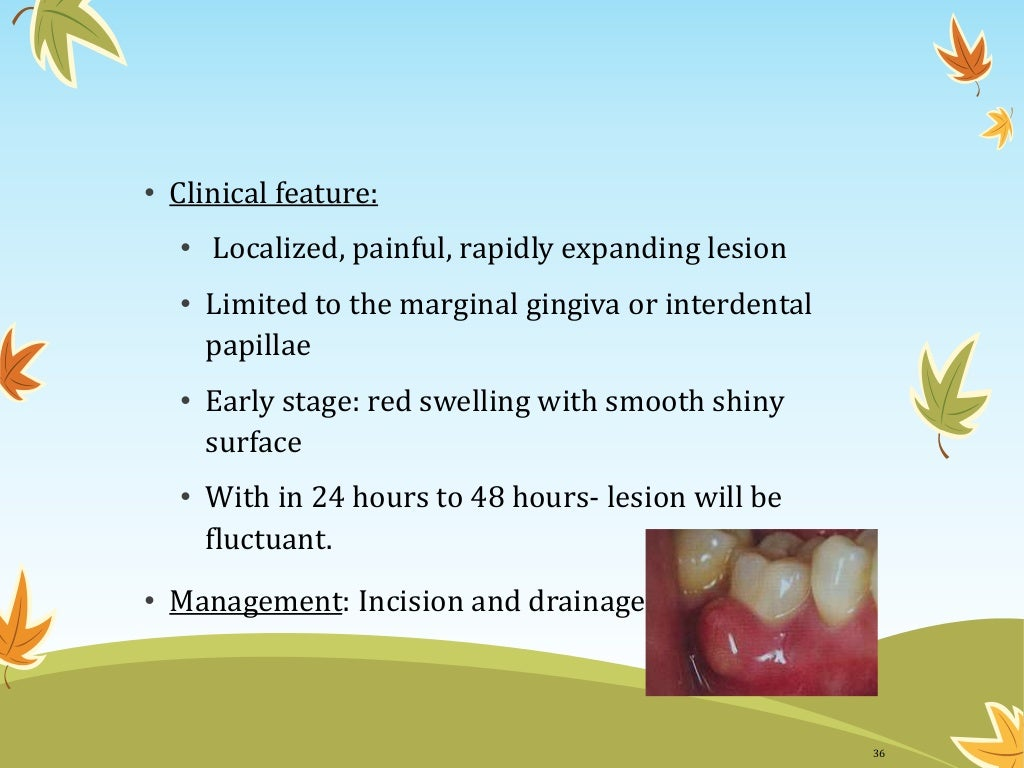 • Clinical feature:
• Localized, painful, rapidly expanding lesion
• Limited to the marginal gingiva or interdental
papillae
• Early stage: red swelling with smooth shiny
surface
• With in 24 hours to 48 hours- lesion will be
fluctuant.
• Management: Incision and drainage
36